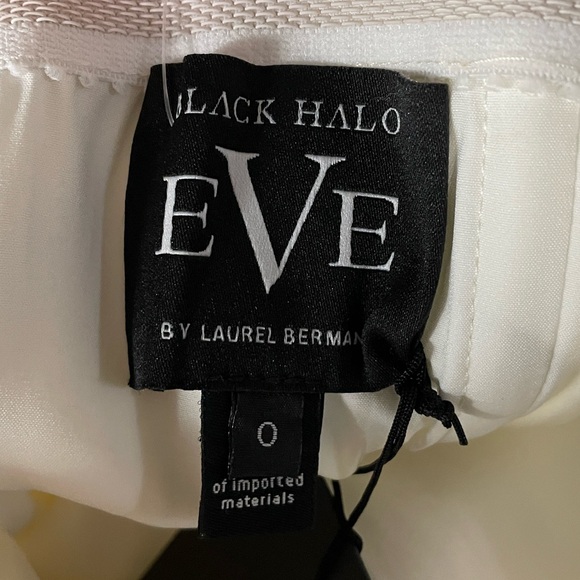 BLACK HALO
EVE
BY LAUREL BERMAN
0
of imported
materials